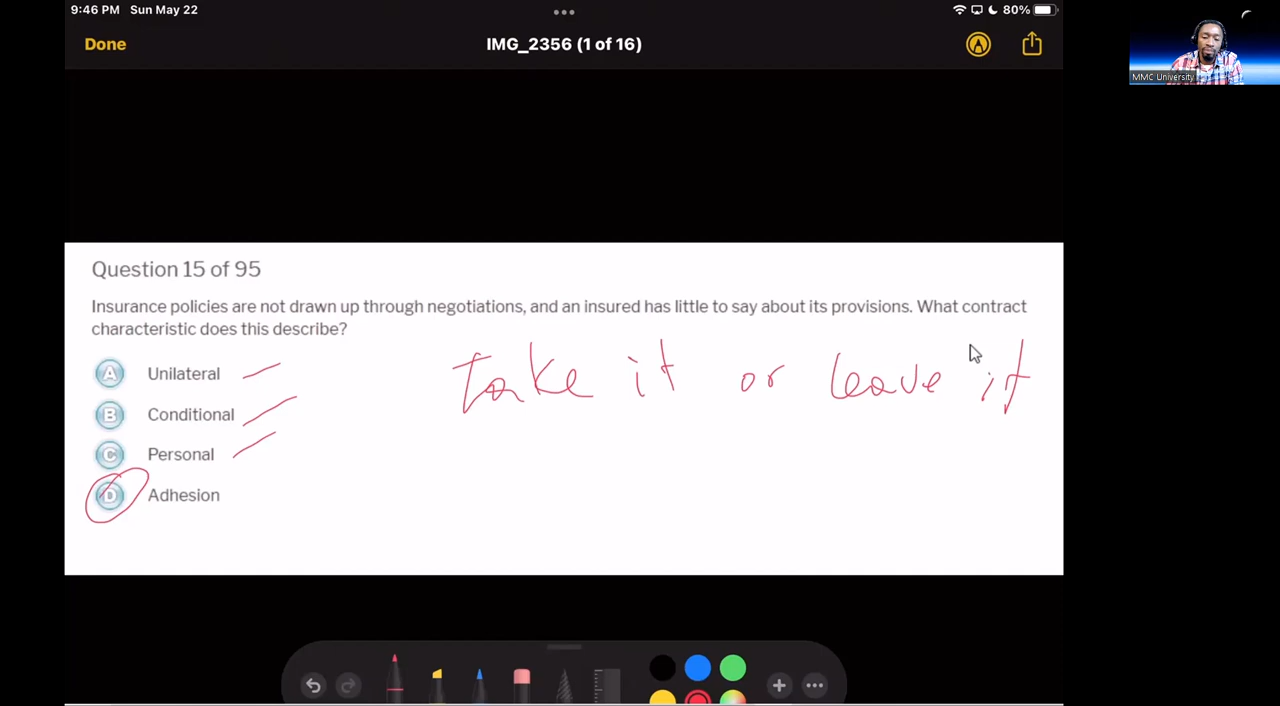 9:46 PM Sun May 22
80%
Done
IMG_2356 (1 of 16)
MMC University
Question 15 of 95
Insurance policies are not drawn up through negotiations, and an insured has little to say about its provisions. What contract
characteristic does this describe?
A Unilateral
take it or leave it
B Conditional
C Personal
D Adhesion